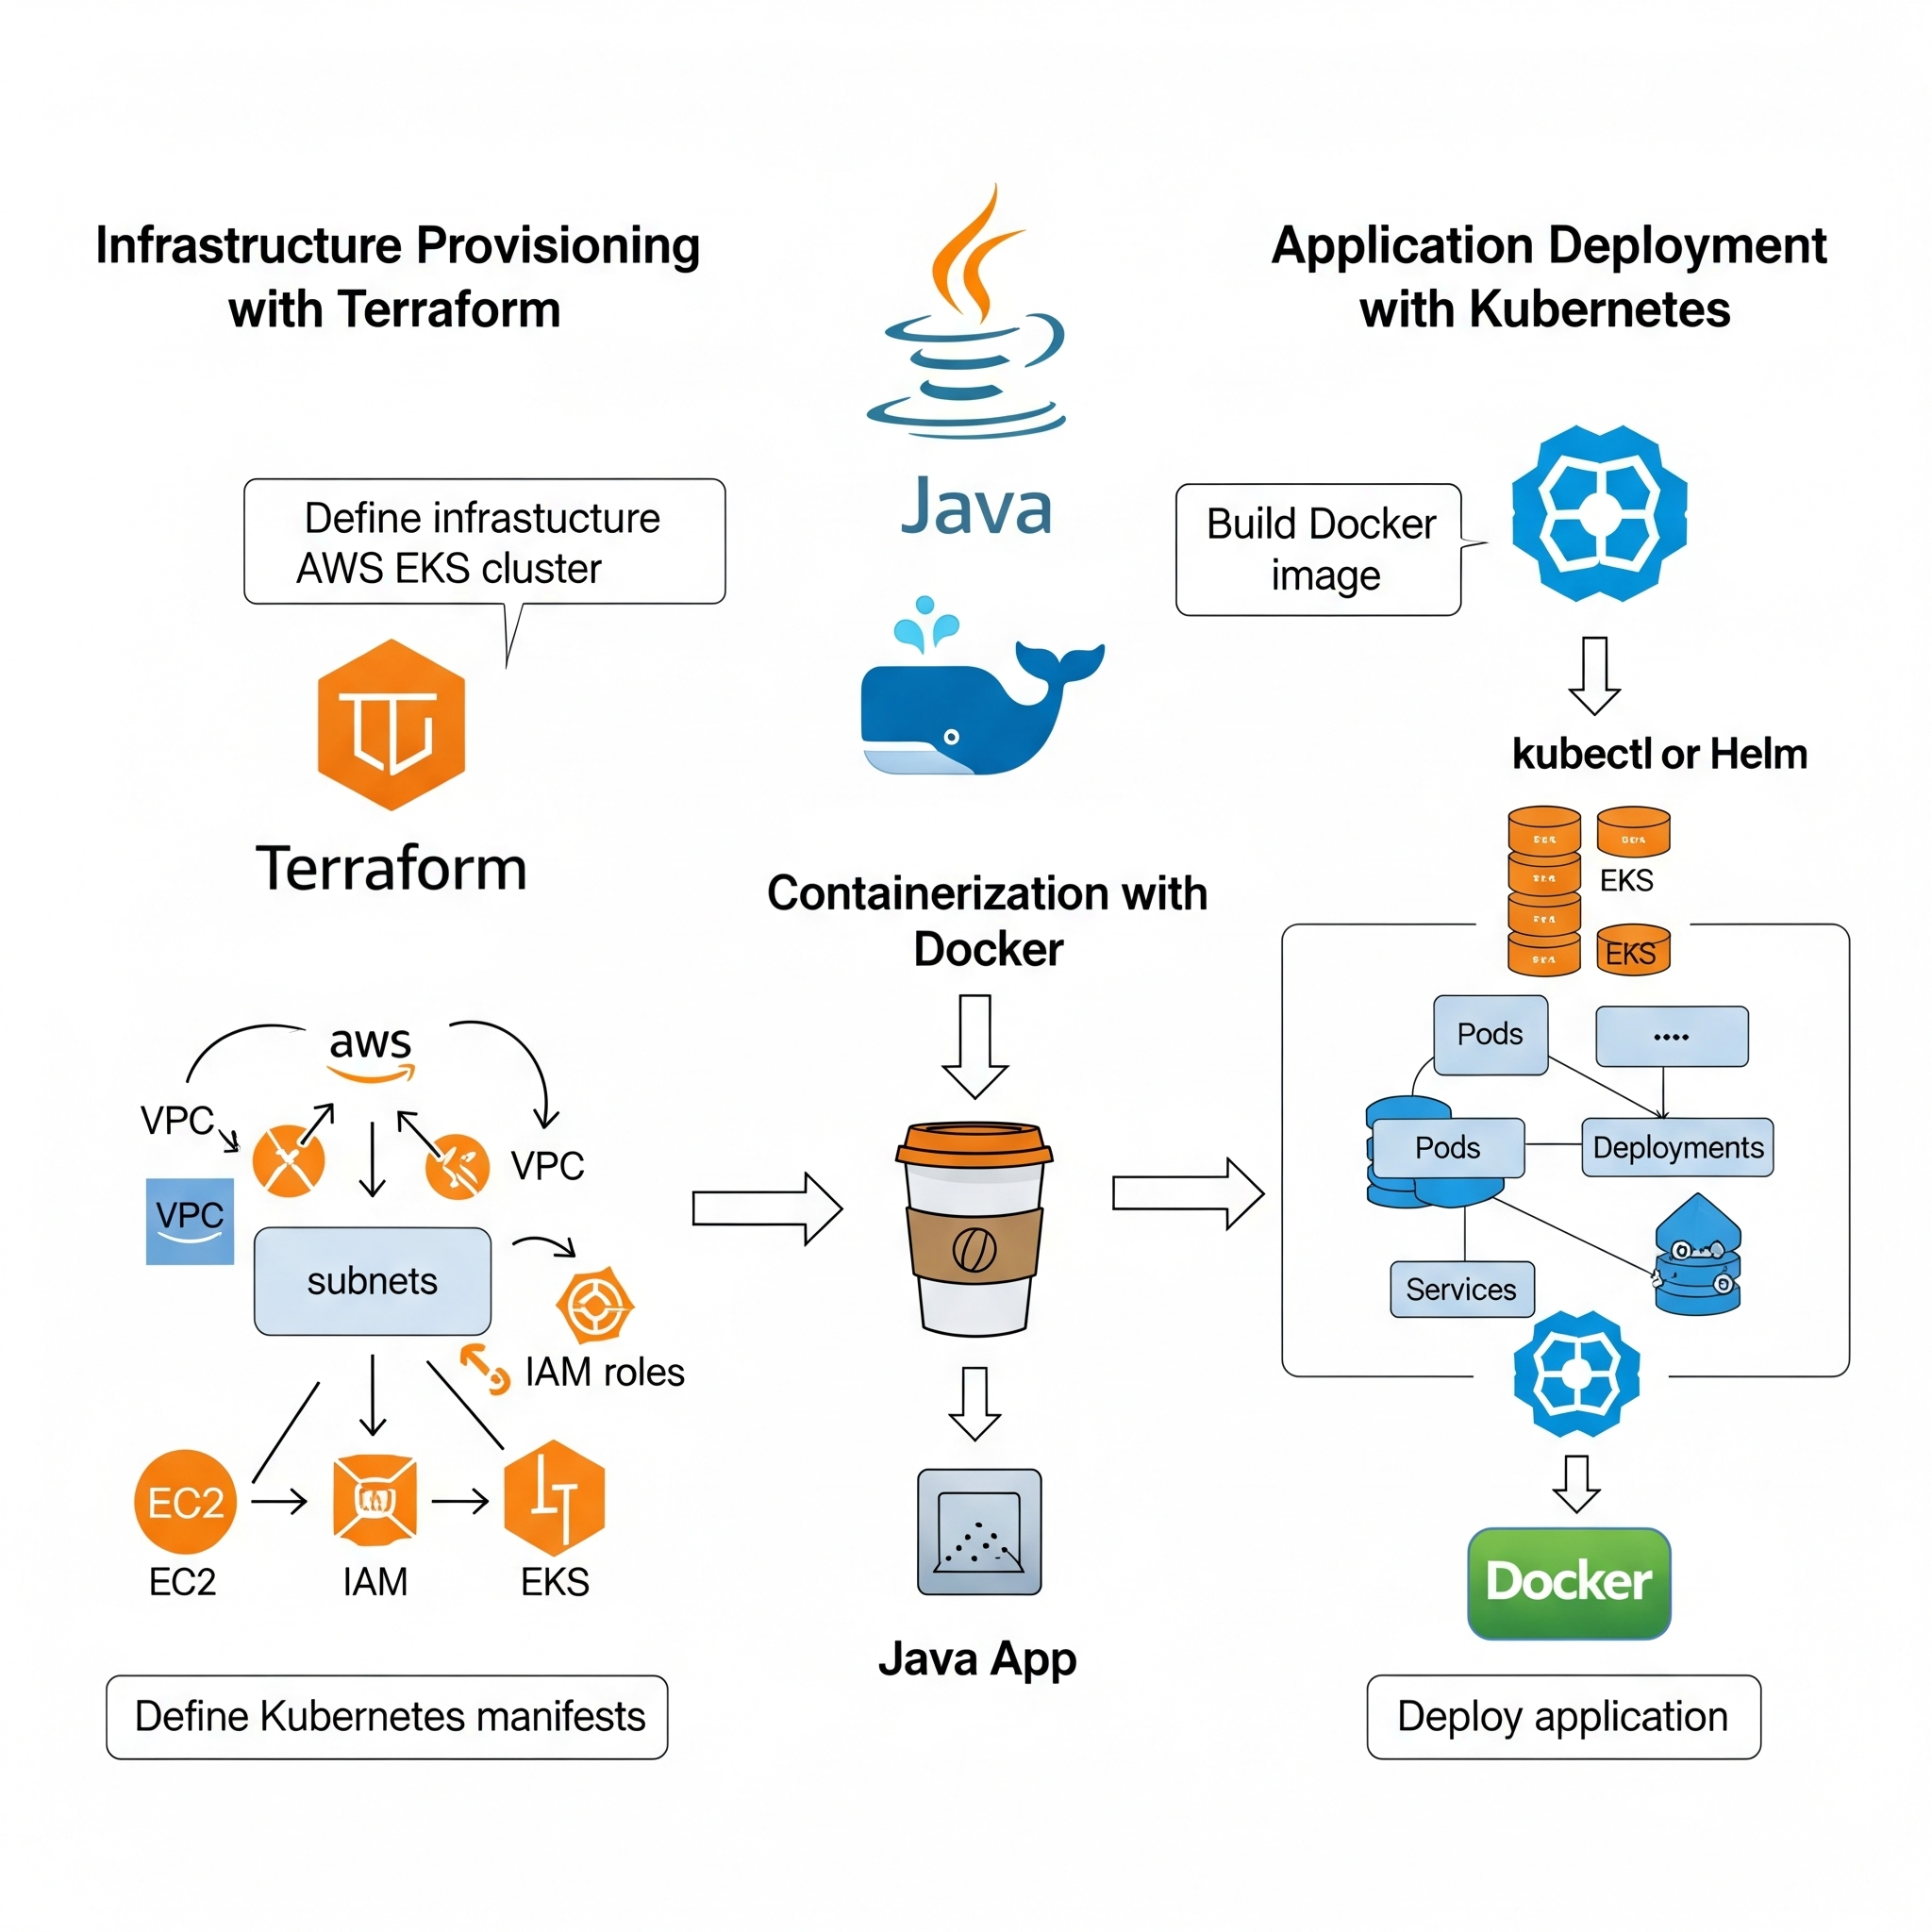 Infrastructure Provisioning
with Terraform
Define infrastucture
AWS EKS cluster
Terraform
aws
VPC
VPC
VPC
subnets
IAM roles
EC2
EC2
IAM
EKS
Define Kubernetes manifests
Java
Containerization with
Docker
Java App
Application Deployment
with Kubernetes
Build Docker
image
kubectl or Helm
EKS
EKS
Pods
....
Pods
Deployments
Services
Docker
Deploy application